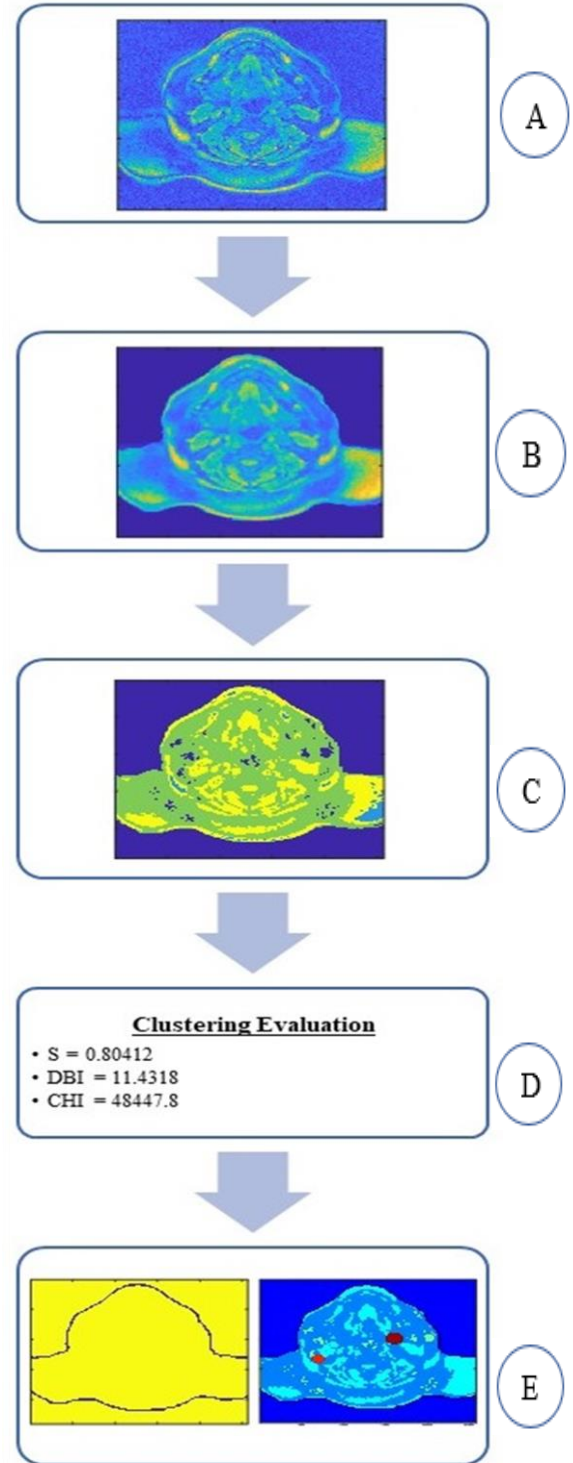 A
B
C
Clustering Evaluation
• S = 0.80412
• DBI = 11.4318
• CHI = 48447.8
D
E